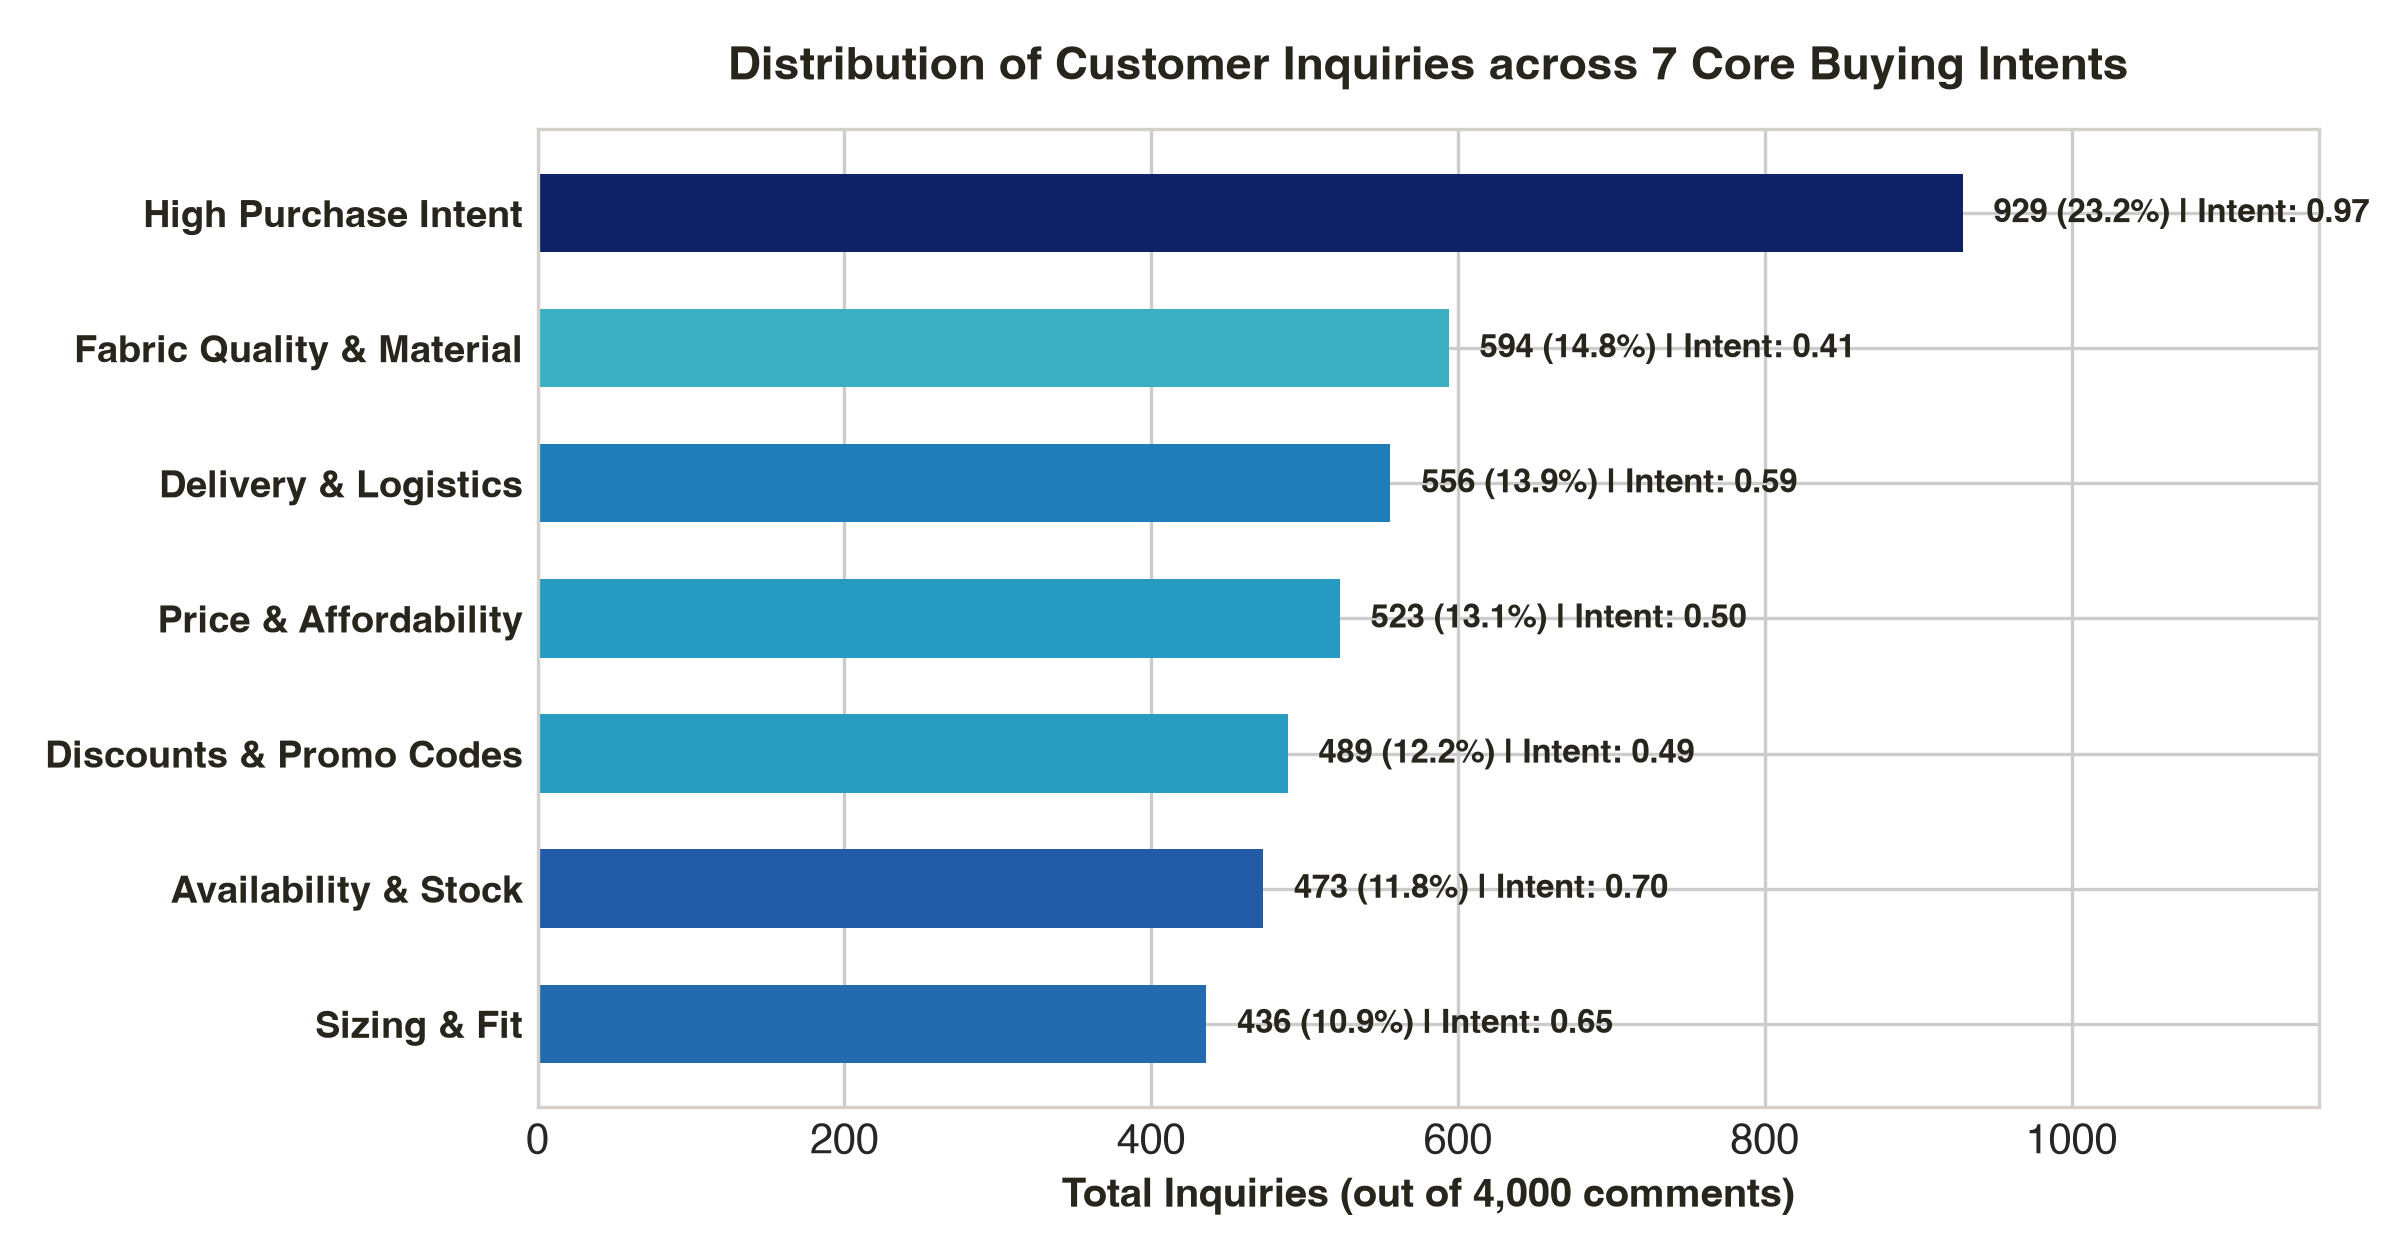 Distribution of Customer Inquiries across 7 Core Buying Intents
High Purchase Intent
929 (23.2%) | Intent: 0.97
Fabric Quality & Material
594 (14.8%) | Intent: 0.41
Delivery & Logistics
556 (13.9%) | Intent: 0.59
Price & Affordability
523 (13.1%) | Intent: 0.50
Discounts & Promo Codes
489 (12.2%) | Intent: 0.49
Availability & Stock
473 (11.8%) | Intent: 0.70
Sizing & Fit
436 (10.9%) | Intent: 0.65
0 200 400 600 800 1000
Total Inquiries (out of 4,000 comments)